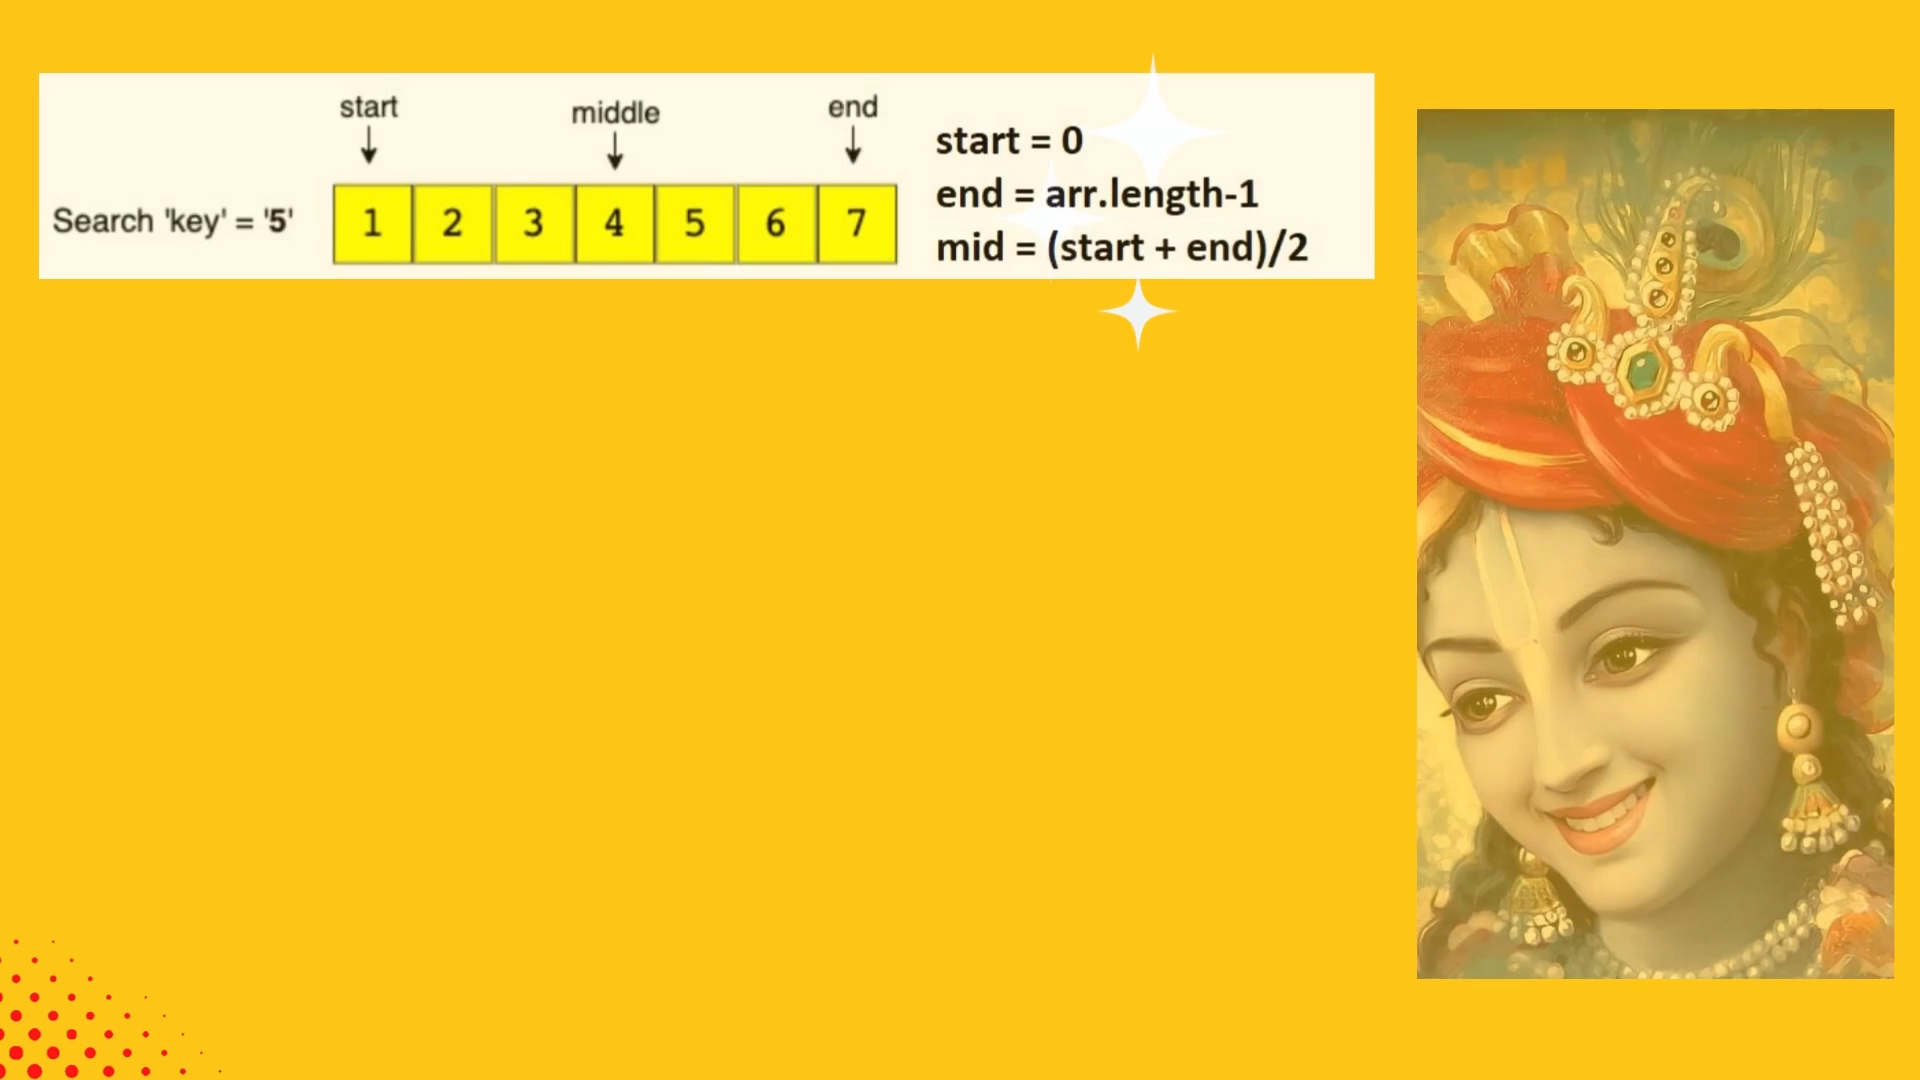 start middle end
Search 'key' = '5' 1 2 3 4 5 6 7
start = 0
end = arr.length-1
mid = (start + end)/2